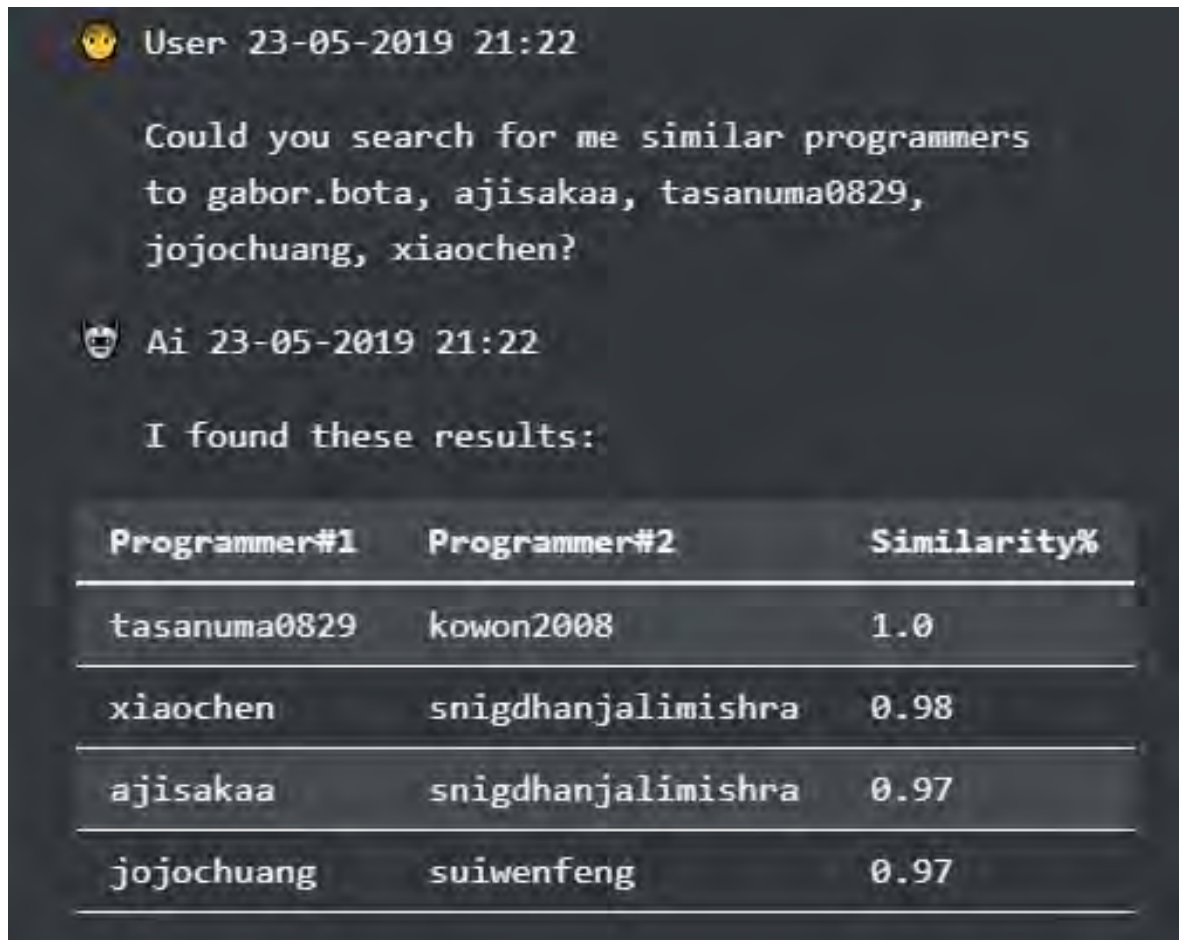 User 23-05-2019 21:22
Could you search for me similar programmers
to gabor.bota, ajisakaa, tasanuma0829,
jojochuang, xiaochen?
Ai 23-05-2019 21:22
I found these results:
Programmer#1 Programmer#2 Similarity%
tasanuma0829 kowon2008 1.0
xiaochen snigdhanjalimishra 0.98
ajisakaa snigdhanjalimishra 0.97
jojochuang suiwenfeng 0.97